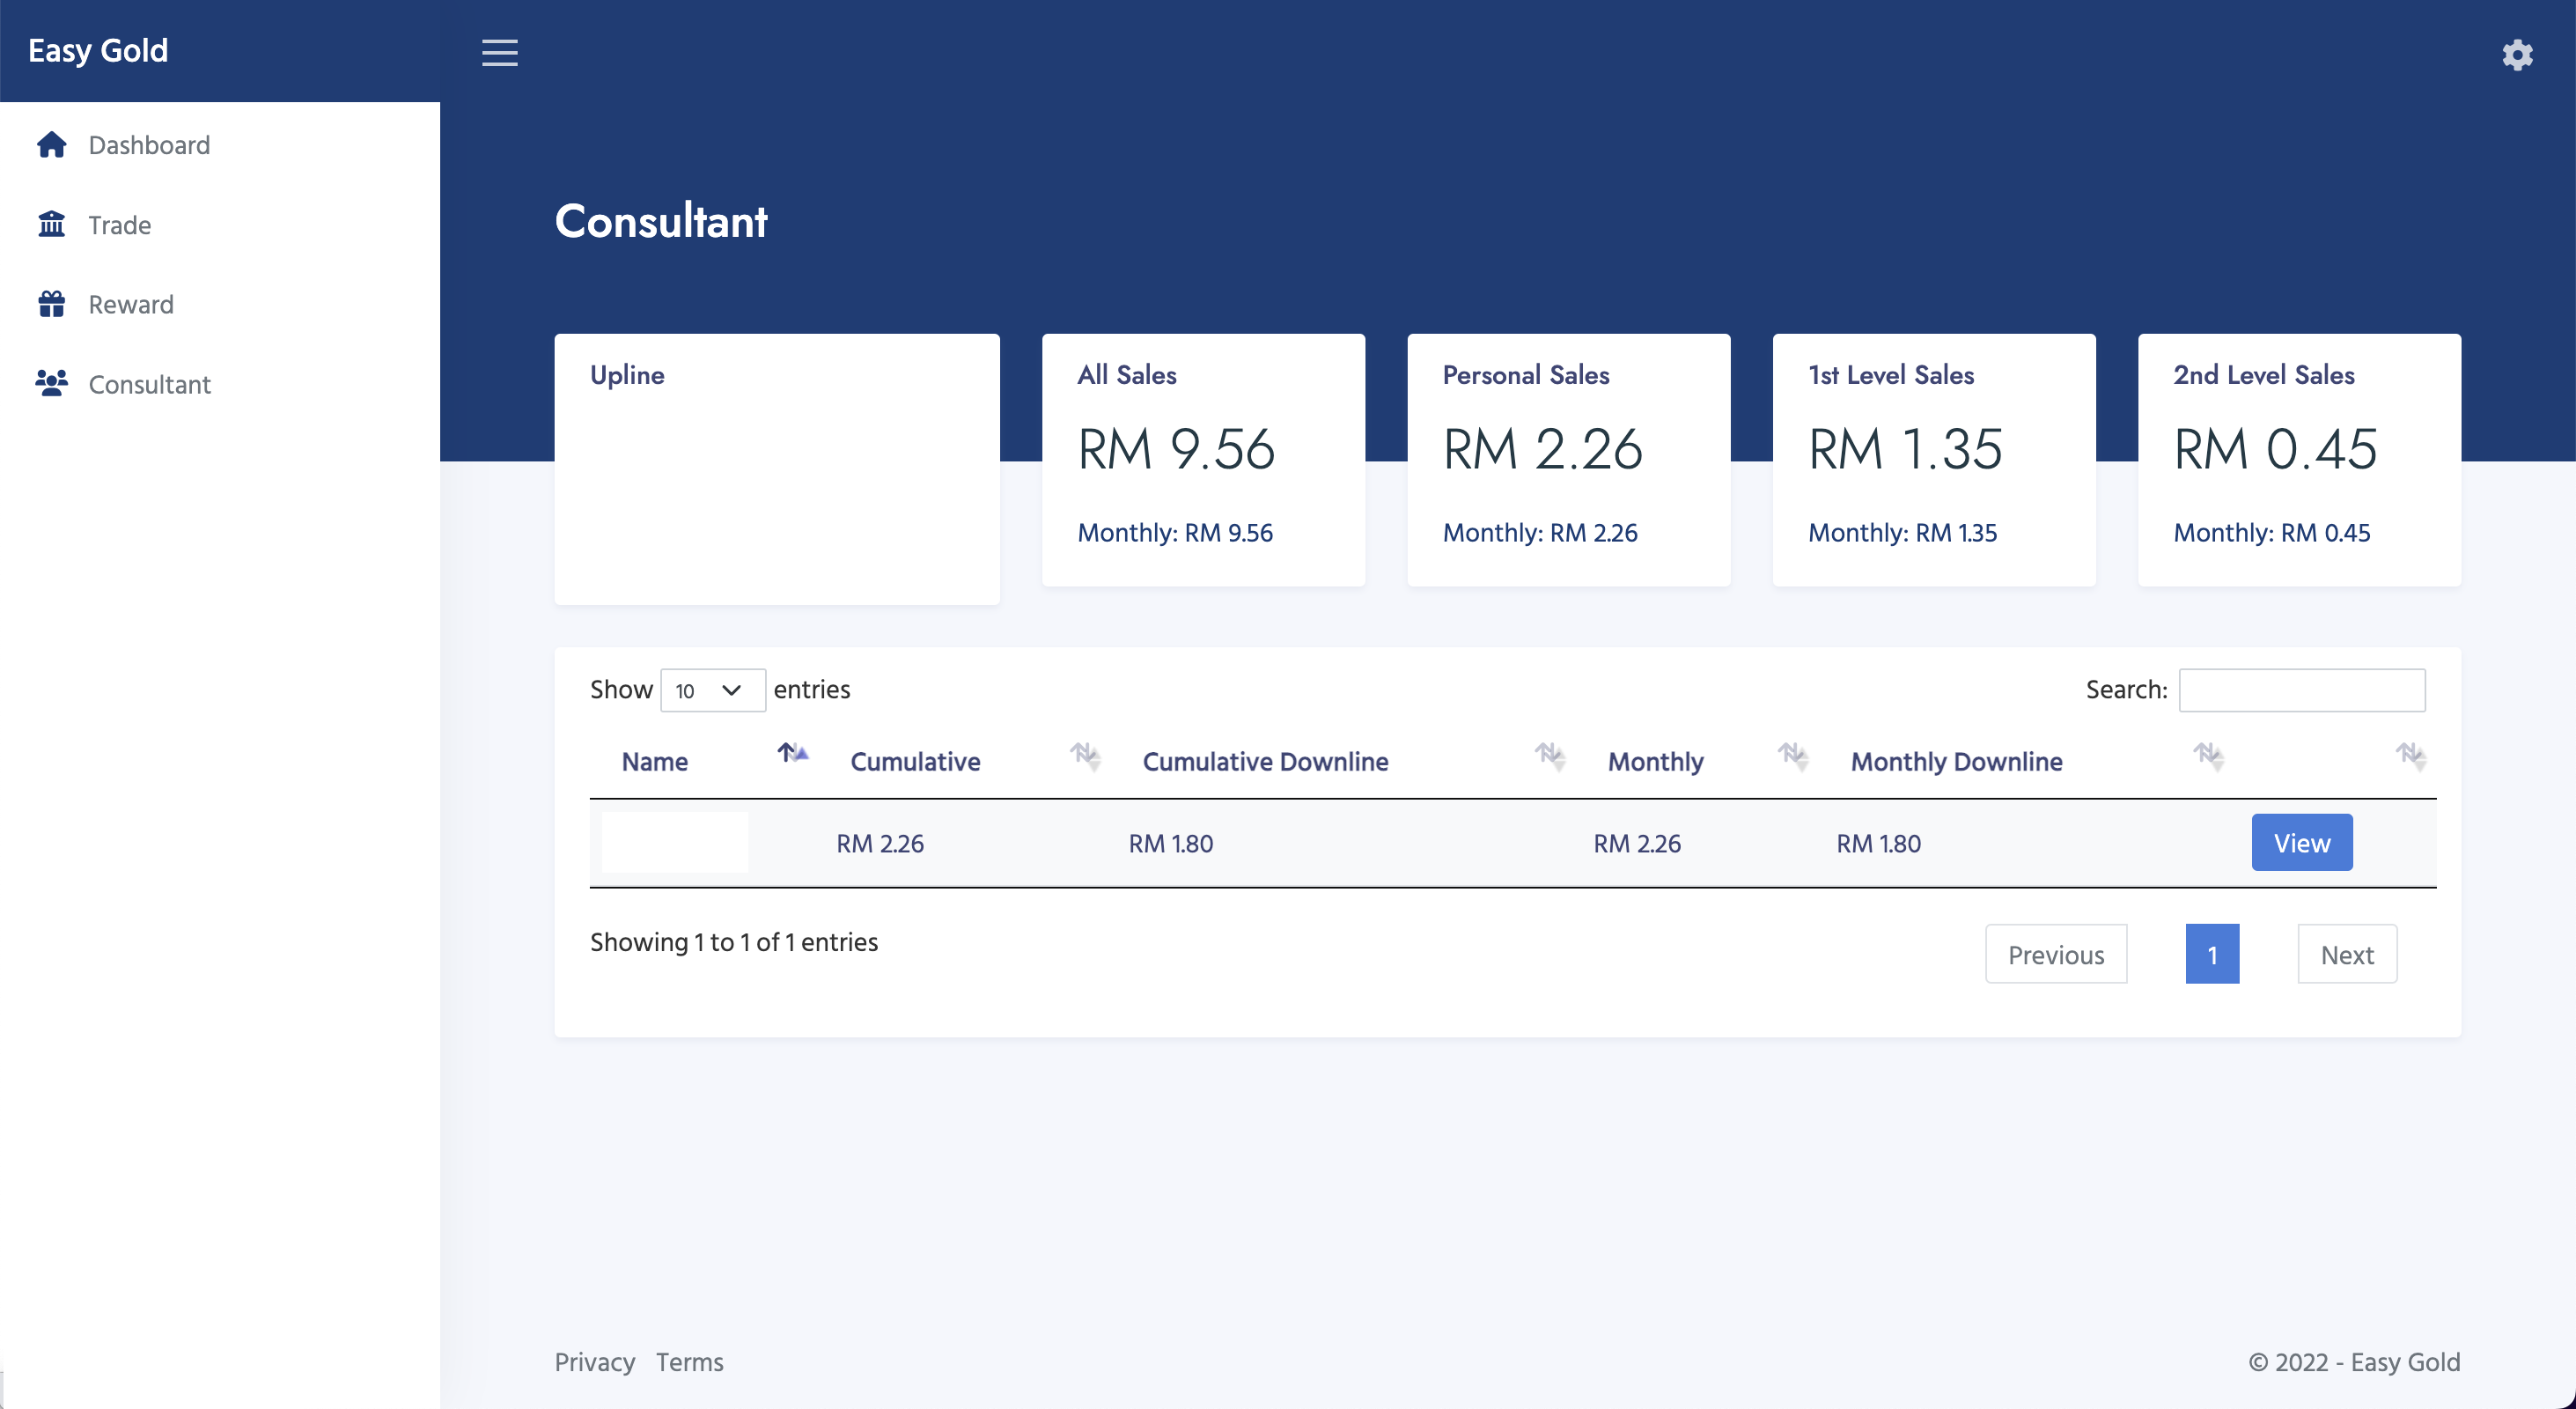 Easy Gold
Dashboard
Trade
Reward
Consultant
Consultant
Upline
All Sales
RM 9.56
Monthly: RM 9.56
Personal Sales
RM 2.26
Monthly: RM 2.26
1st Level Sales
RM 1.35
Monthly: RM 1.35
2nd Level Sales
RM 0.45
Monthly: RM 0.45
Show 10 entries
Search:
Name Cumulative Cumulative Downline Monthly Monthly Downline
RM 2.26 RM 1.80 RM 2.26 RM 1.80 View
Showing 1 to 1 of 1 entries
Previous 1 Next
Privacy Terms
© 2022 - Easy Gold